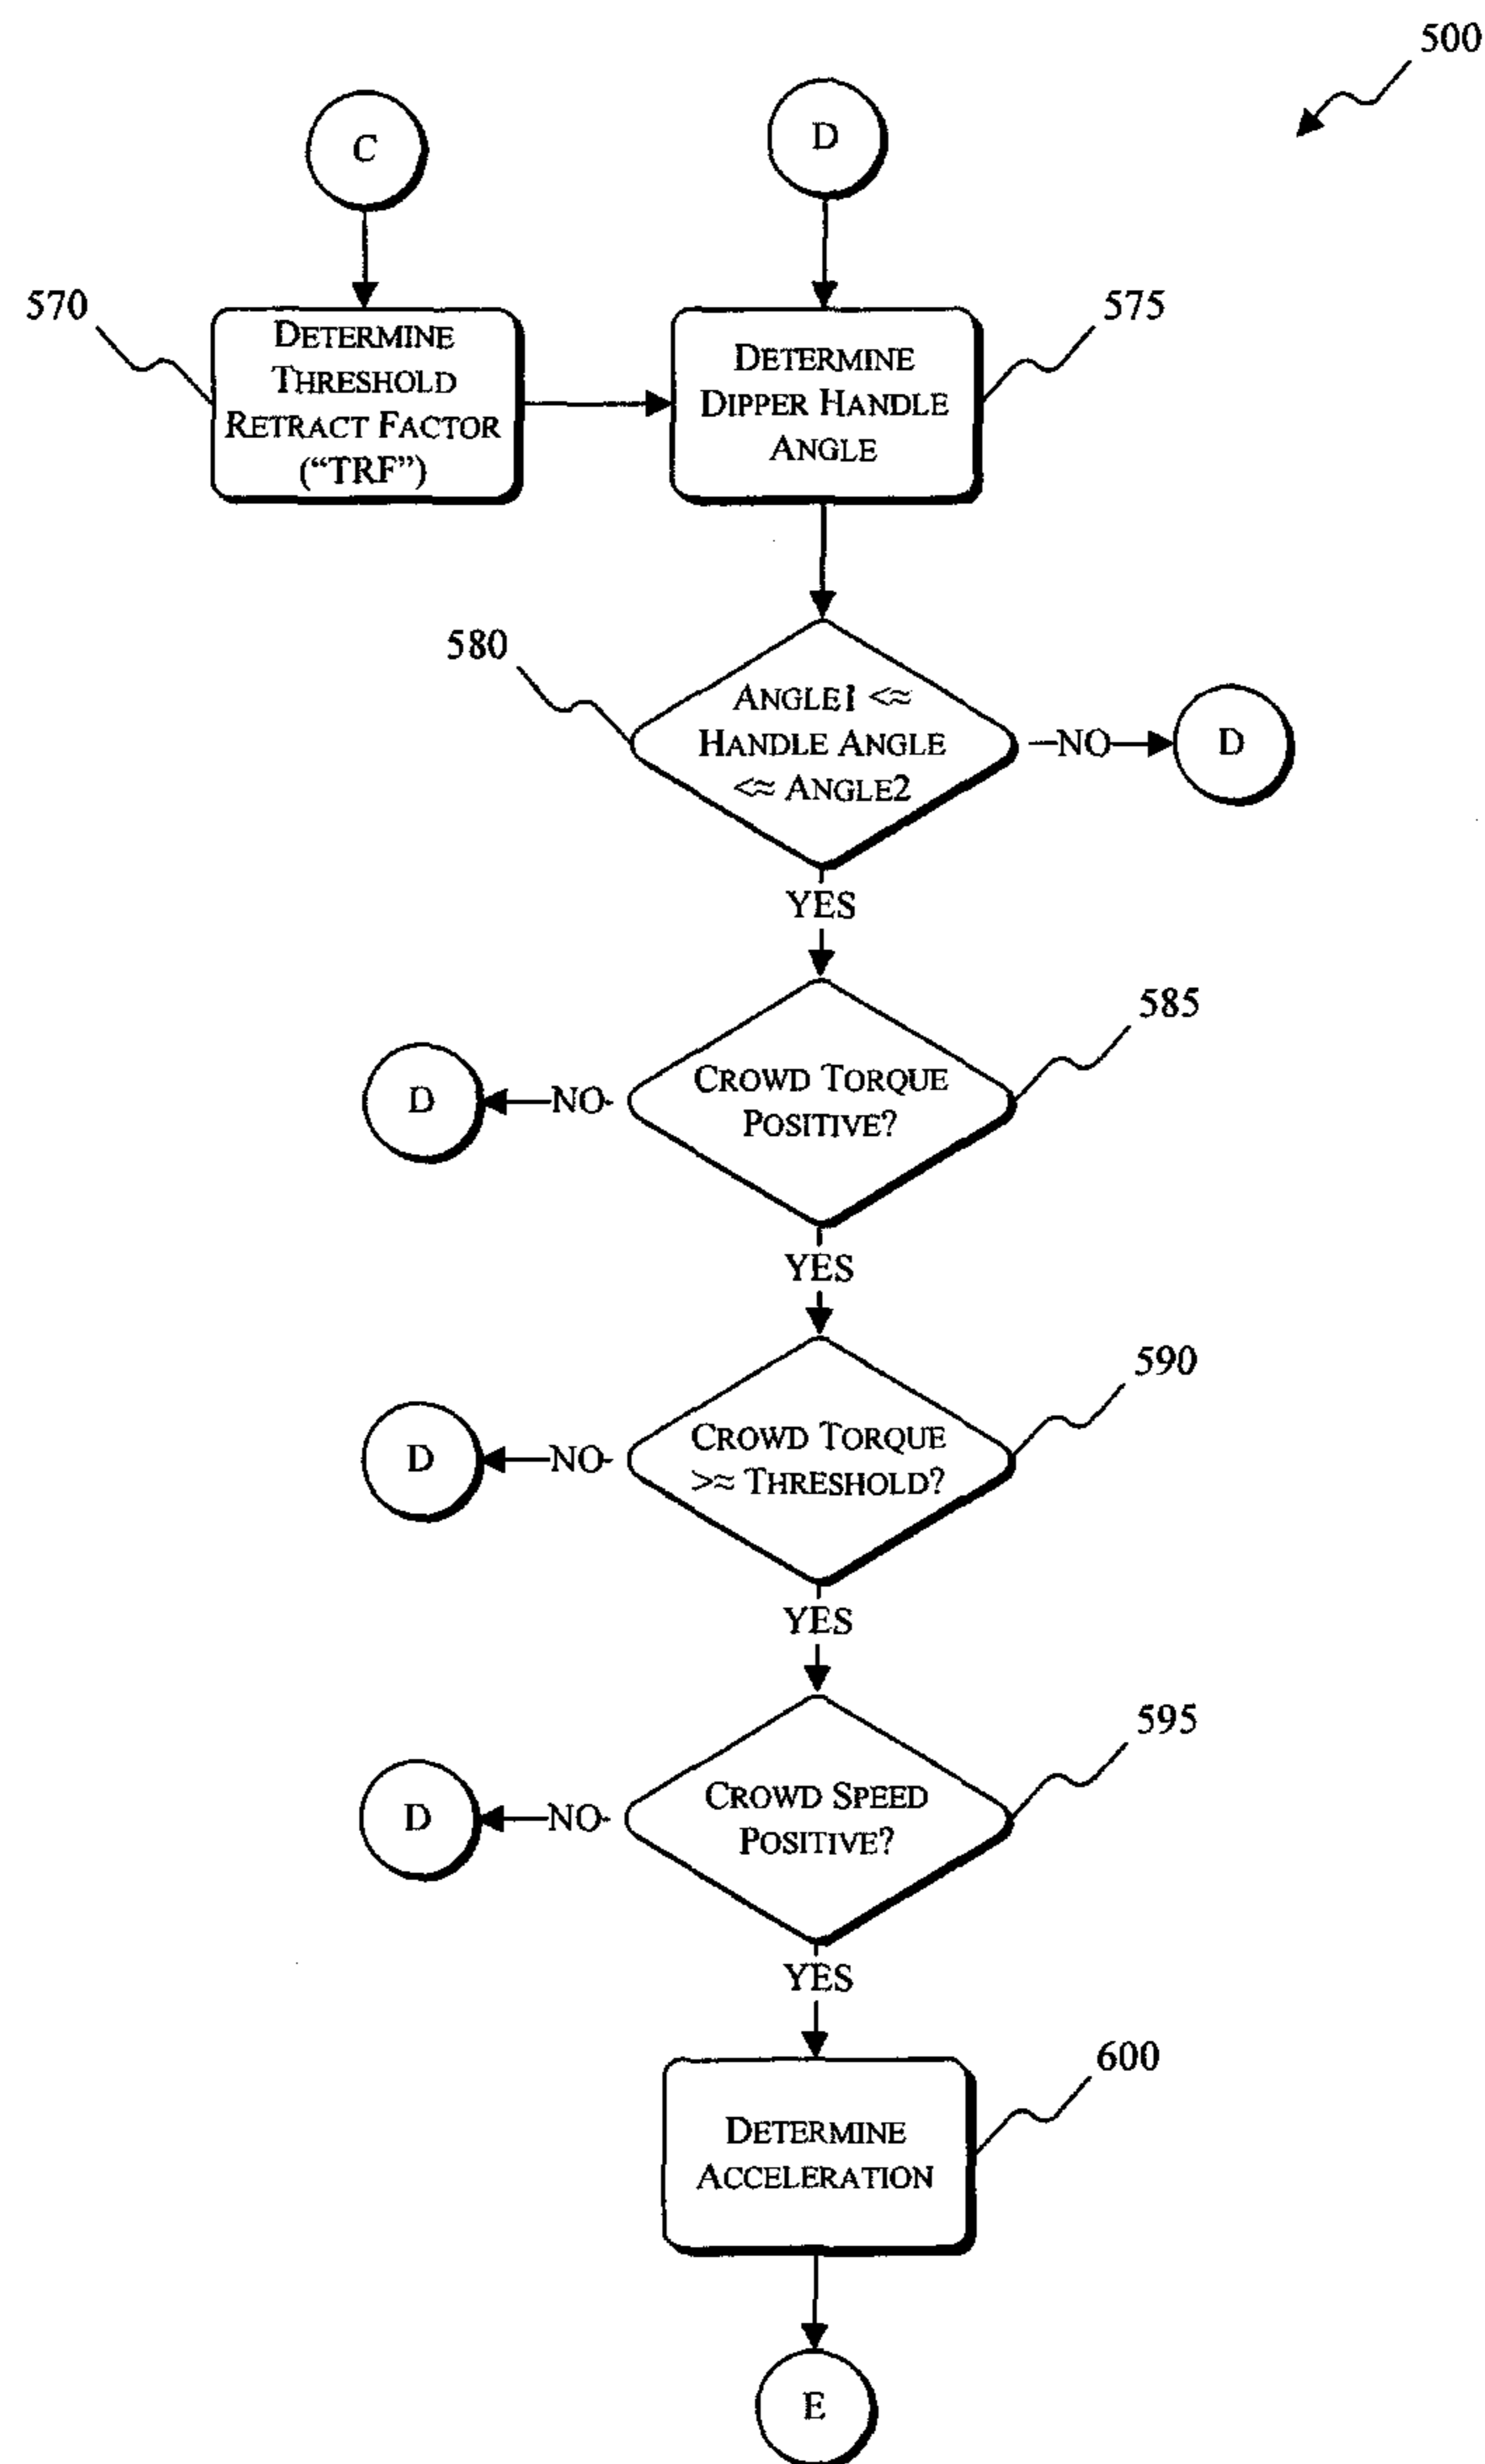 500
C
D
570
DETERMINE
THRESHOLD
RETRACT FACTOR
("TRF")
575
DETERMINE
DIPPER HANDLE
ANGLE
580
ANGLE1 <≈
HANDLE ANGLE
<≈ ANGLE2
NO
D
YES
585
CROWD TORQUE
POSITIVE?
NO
D
YES
590
CROWD TORQUE
>≈ THRESHOLD?
NO
D
YES
595
CROWD SPEED
POSITIVE?
NO
D
YES
600
DETERMINE
ACCELERATION
E